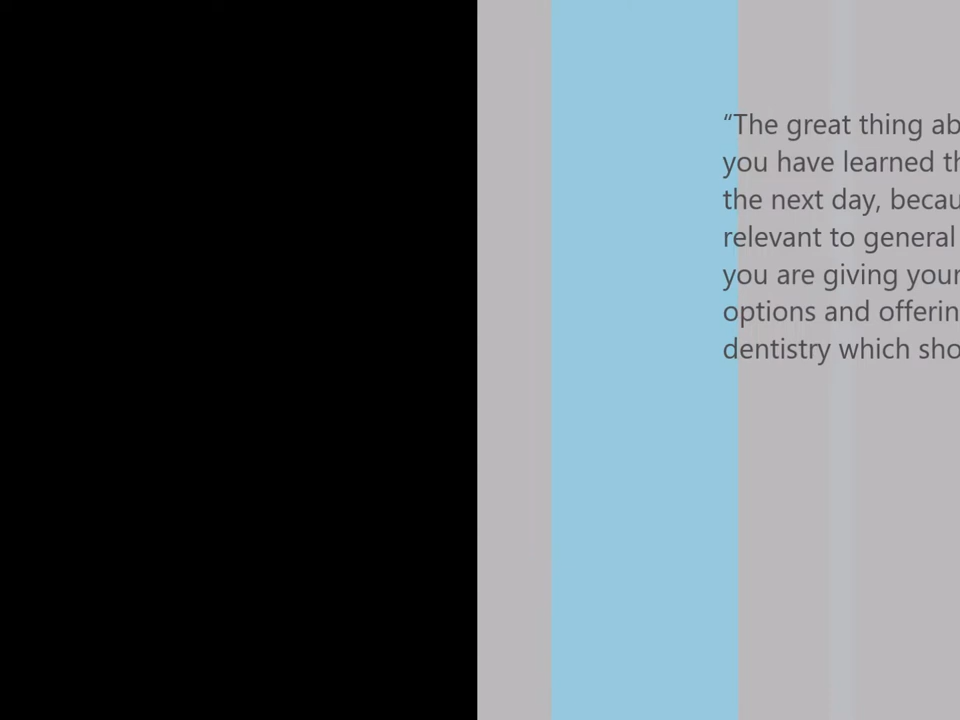 “The great thing ab
you have learned th
the next day, becau
relevant to general
you are giving your
options and offerin
dentistry which sho